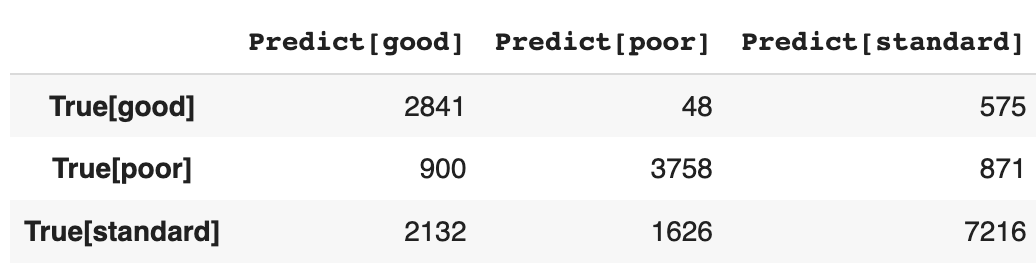 Predict[good] Predict[poor] Predict[standard]
True[good] 2841 48 575
True[poor] 900 3758 871
True[standard] 2132 1626 7216